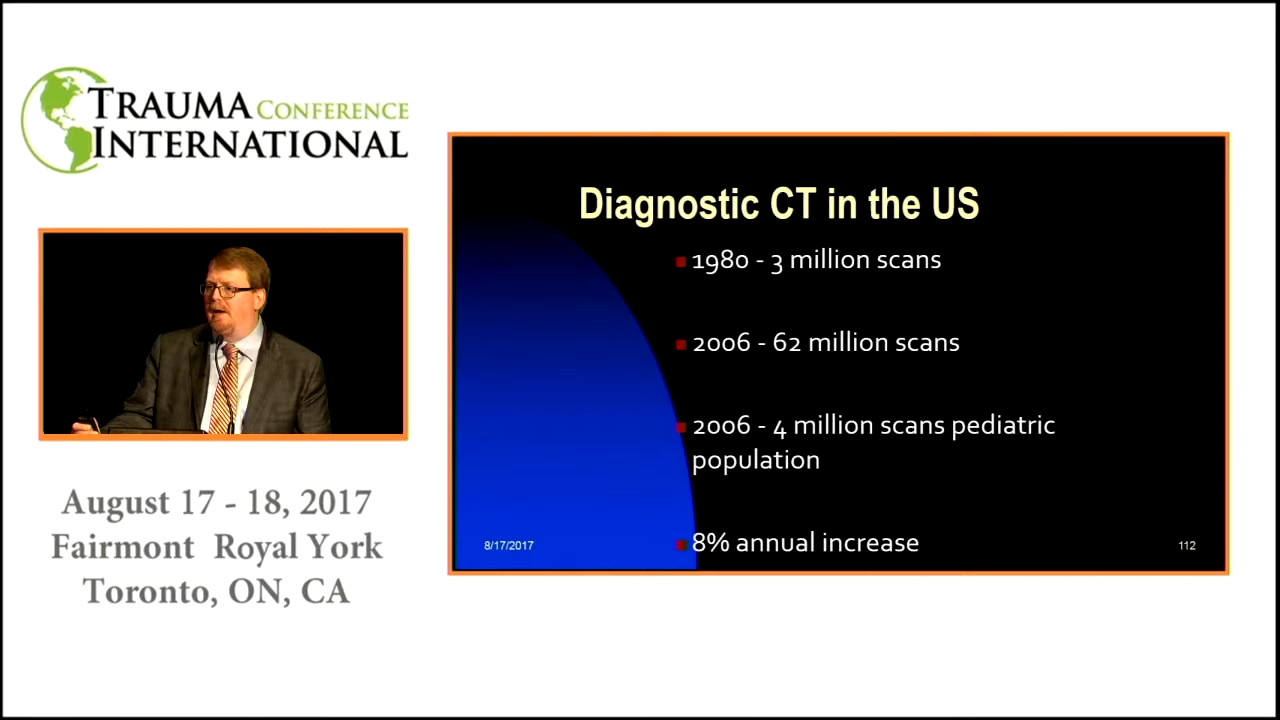 TRAUMA CONFERENCE
INTERNATIONAL
August 17 - 18, 2017
Fairmont Royal York
Toronto, ON, CA
Diagnostic CT in the US
1980 - 3 million scans
2006 - 62 million scans
2006 - 4 million scans pediatric
population
8% annual increase
8/17/2017
112